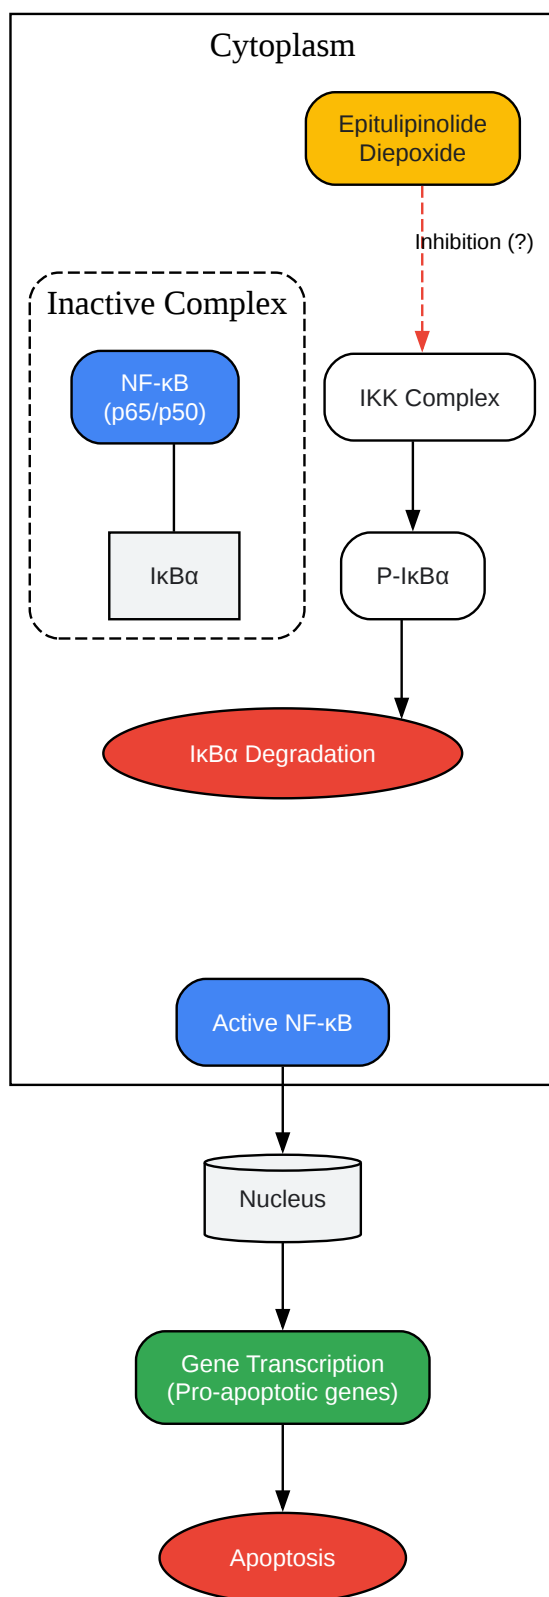 Cytoplasm
Epitulipinolide
Diepoxide
Inhibition (?)
Inactive Complex
NF-κB
(p65/p50)
IKK Complex
IκBα
P-IκBα
IκBα Degradation
Active NF-κB
Nucleus
Gene Transcription
(Pro-apoptotic genes)
Apoptosis